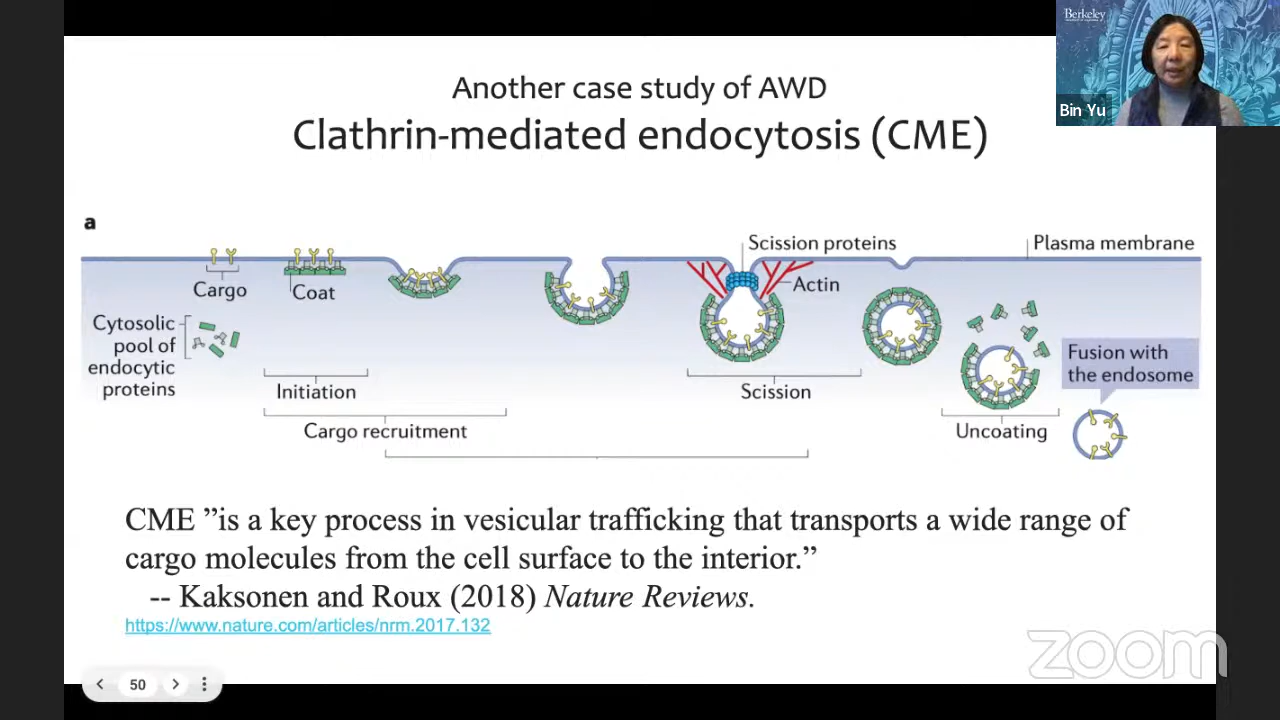 Berkeley
Bin Yu
Another case study of AWD
Clathrin-mediated endocytosis (CME)
a
Scission proteins
Plasma membrane
Cargo
Coat
Actin
Cytosolic
pool of
endocytic
proteins
Fusion with
the endosome
Initiation
Scission
Cargo recruitment
Uncoating
CME ”is a key process in vesicular trafficking that transports a wide range of
cargo molecules from the cell surface to the interior.”
-- Kaksonen and Roux (2018) Nature Reviews.
https://www.nature.com/articles/nrm.2017.132
50
zoom